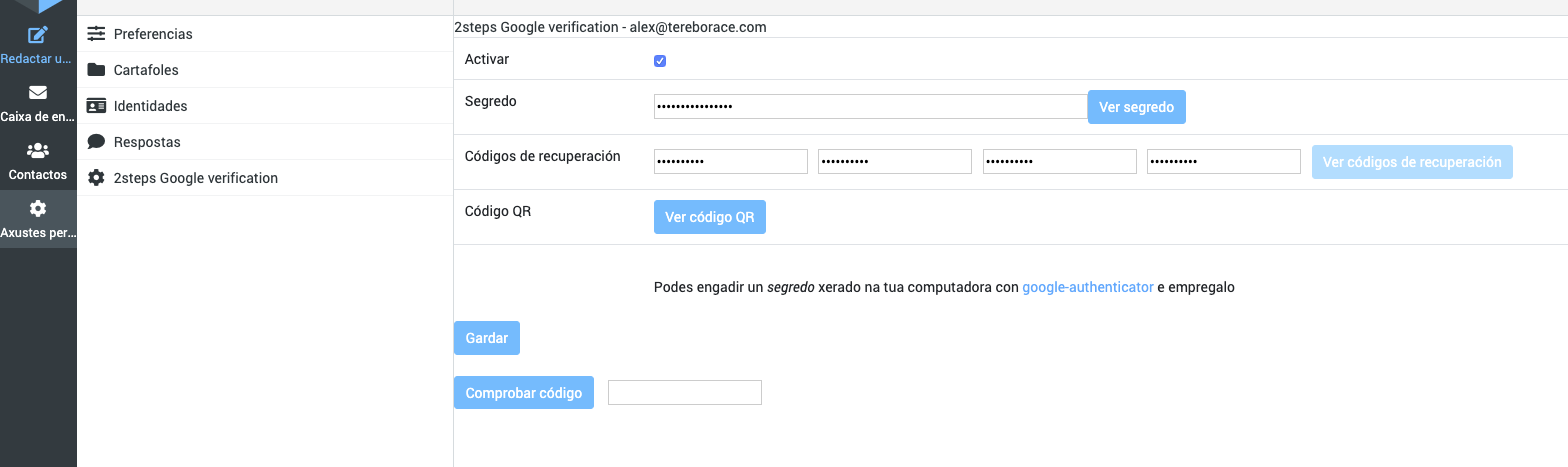 Redactar u...
Caixa de en...
Contactos
Axustes per...
Preferencias
Cartafoles
Identidades
Respostas
2steps Google verification
2steps Google verification - alex@tereborace.com
Activar
Segredo •••••••••••••••• Ver segredo
Códigos de recuperación •••••••••• •••••••••• •••••••••• •••••••••• Ver códigos de recuperación
Código QR Ver código QR
Podes engadir un segredo xerado na tua computadora con google-authenticator e empregalo
Gardar
Comprobar código